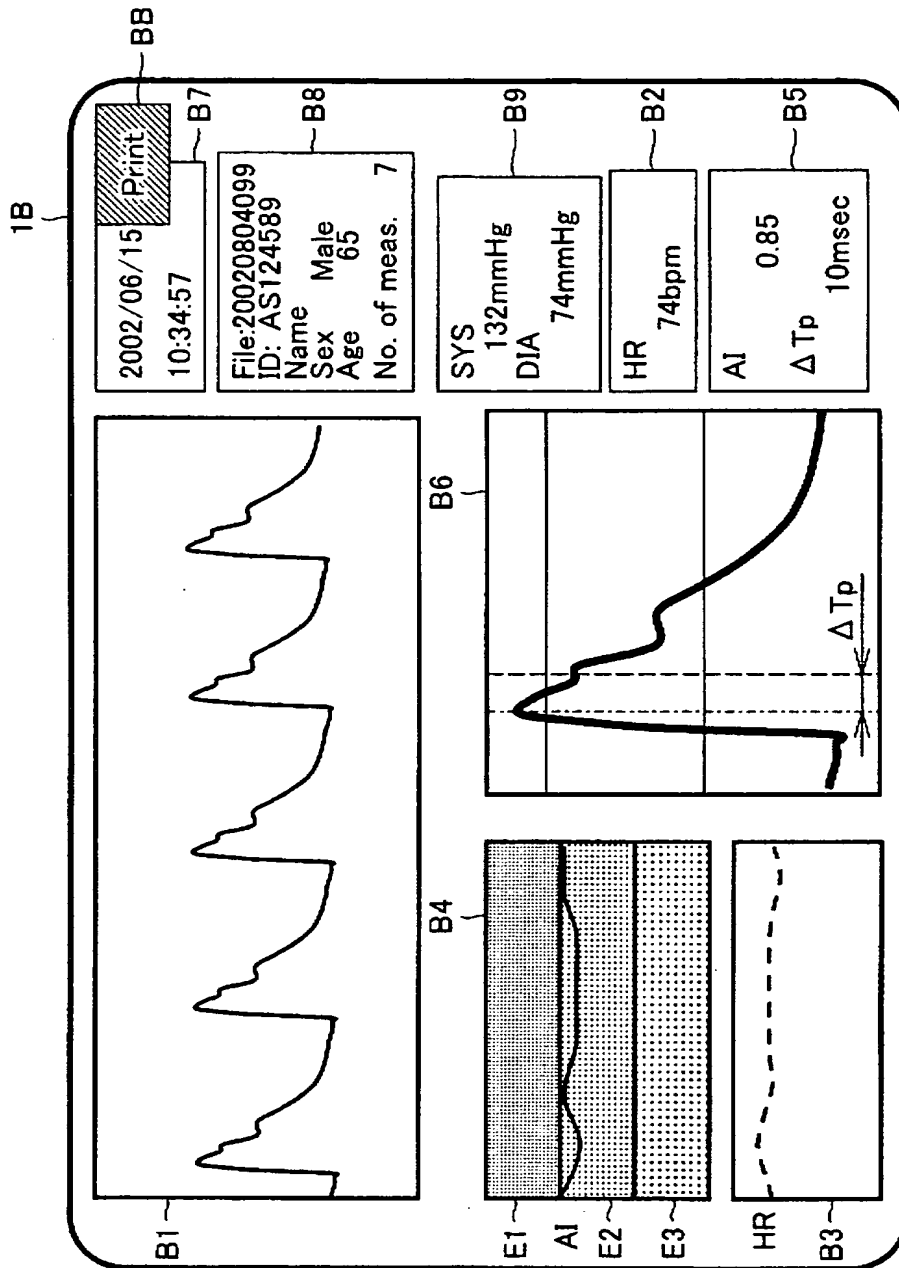 1B
BB
Print
B7
2002/06/15
10:34:57
B8
File:20020804099
ID: AS124589
Name
Sex Male
Age 65
No. of meas. 7
B9
SYS
132mmHg
DIA
74mmHg
B2
HR
74bpm
B5
AI
0.85
Δ Tp
10msec
B1
B4
E1
AI
E2
E3
HR
B3
B6
Δ Tp